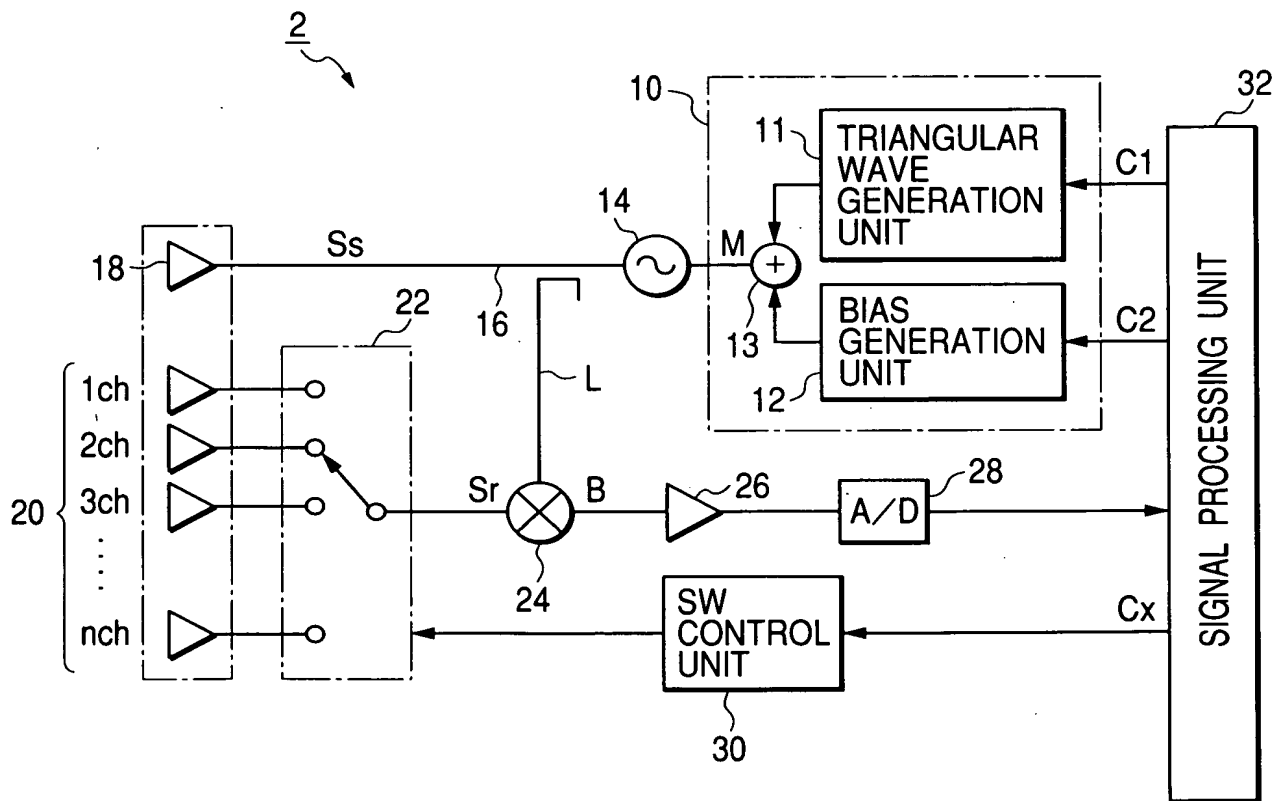 2
10
32
11
TRIANGULAR
WAVE
GENERATION
UNIT
C1
14
18
Ss
M
+
13
16
22
BIAS
GENERATION
UNIT
12
C2
L
SIGNAL PROCESSING UNIT
20
1ch
2ch
3ch
nch
Sr
B
24
26
A/D
28
SW
CONTROL
UNIT
30
Cx